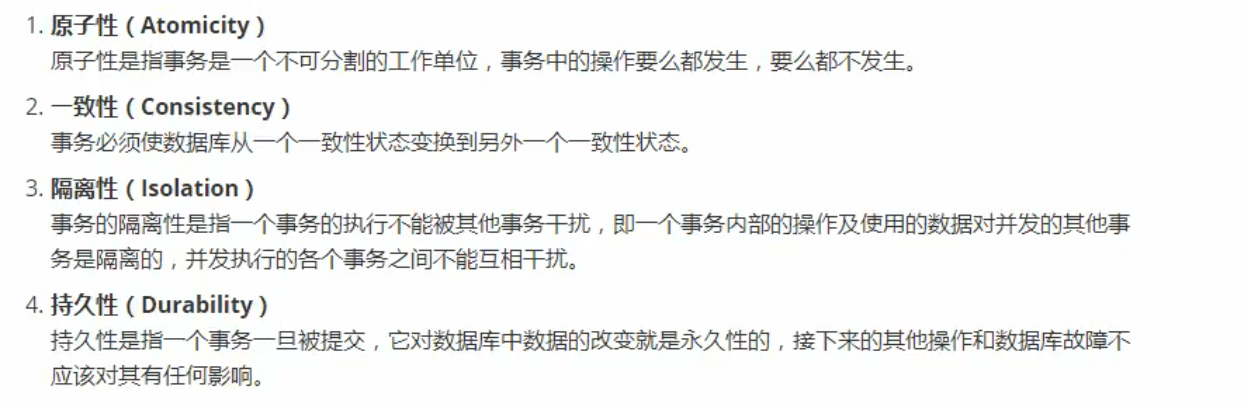 1. 原子性（Atomicity）
原子性是指事务是一个不可分割的工作单位，事务中的操作要么都发生，要么都不发生。
2. 一致性（Consistency）
事务必须使数据库从一个一致性状态变换到另外一个一致性状态。
3. 隔离性（Isolation）
事务的隔离性是指一个事务的执行不能被其他事务干扰，即一个事务内部的操作及使用的数据对并发的其他事
务是隔离的，并发执行的各个事务之间不能互相干扰。
4. 持久性（Durability）
持久性是指一个事务一旦被提交，它对数据库中数据的改变就是永久性的，接下来的其他操作和数据库故障不
应该对其有任何影响。